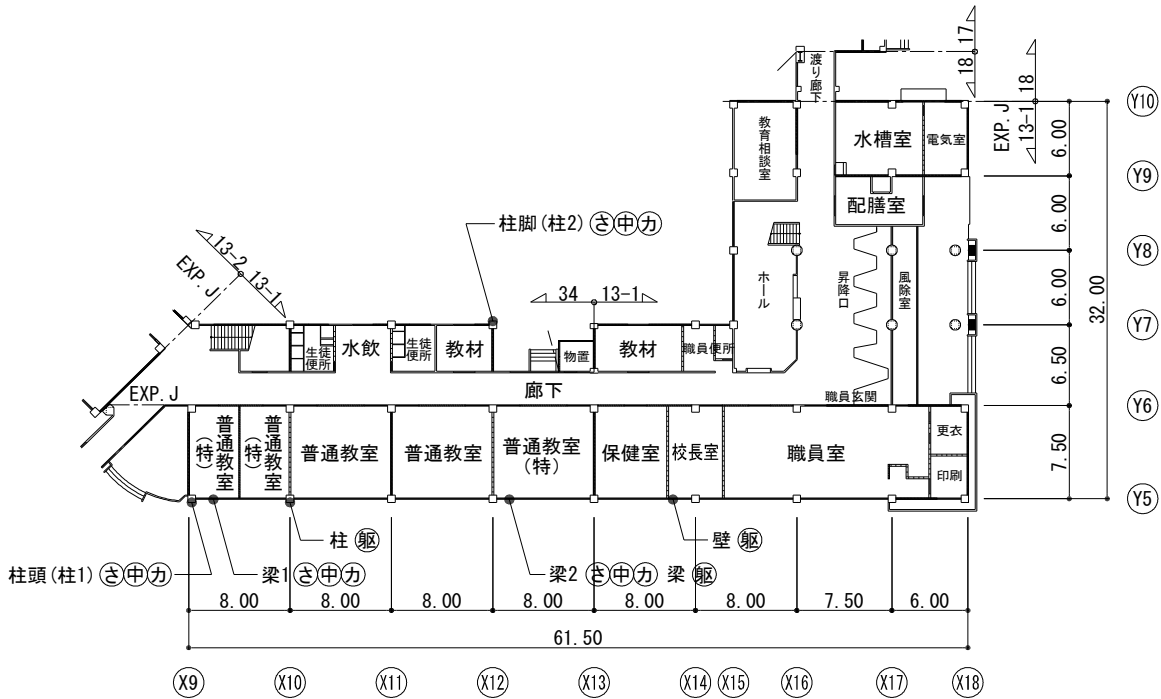 渡り廊下
17
18
18
13-1
EXP.J
Y10
教育相談室
水槽室
電気室
6.00
Y9
配膳室
柱脚(柱2) さ 中 カ
6.00
Y8
13-2
13-1
EXP.J
34
13-1
ホール
昇降口
風除室
6.00
32.00
Y7
生徒便所
水飲
生徒便所
教材
物置
教材
職員便所
6.50
廊下
職員玄関
EXP.J
Y6
普通教室(特)
普通教室(特)
普通教室
普通教室
普通教室(特)
保健室
校長室
職員室
更衣
印刷
7.50
Y5
柱 躯
壁 躯
柱頭(柱1) さ 中 カ
梁1 さ 中 カ
梁2 さ 中 カ
梁 躯
8.00
8.00
8.00
8.00
8.00
8.00
7.50
6.00
61.50
X9
X10
X11
X12
X13
X14
X15
X16
X17
X18